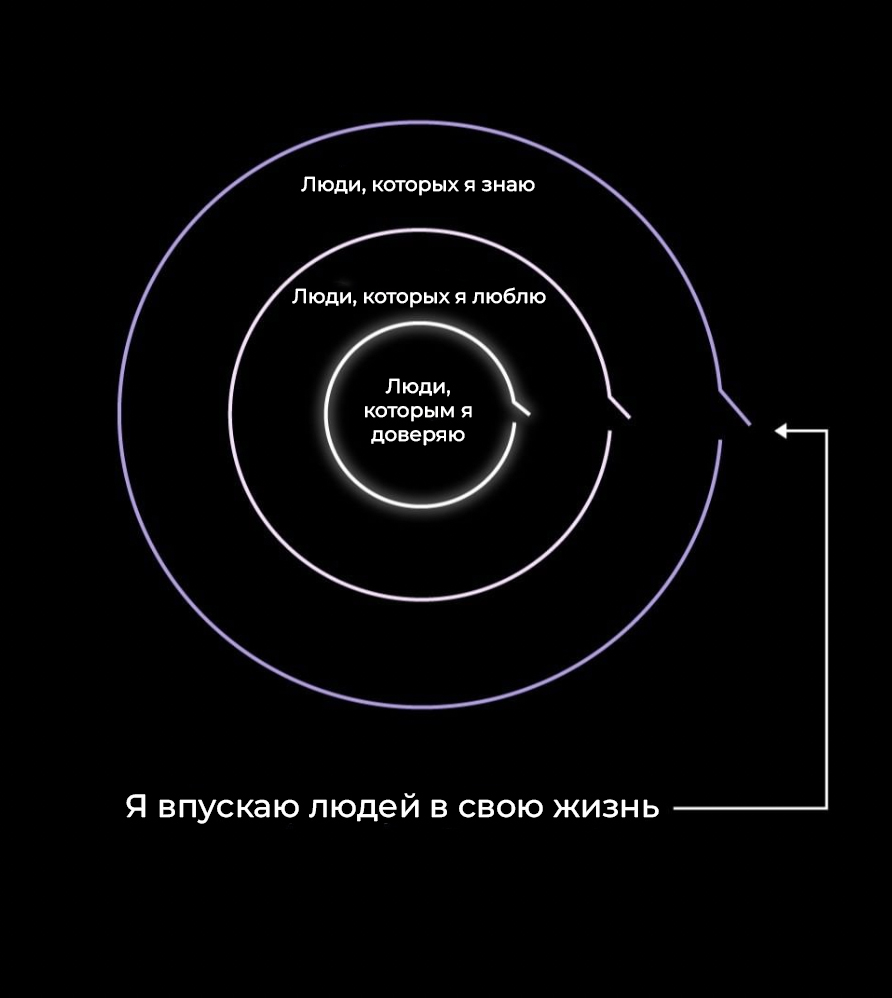 Люди, которых я знаю
Люди, которых я люблю
Люди,
которым я
доверяю
Я впускаю людей в свою жизнь